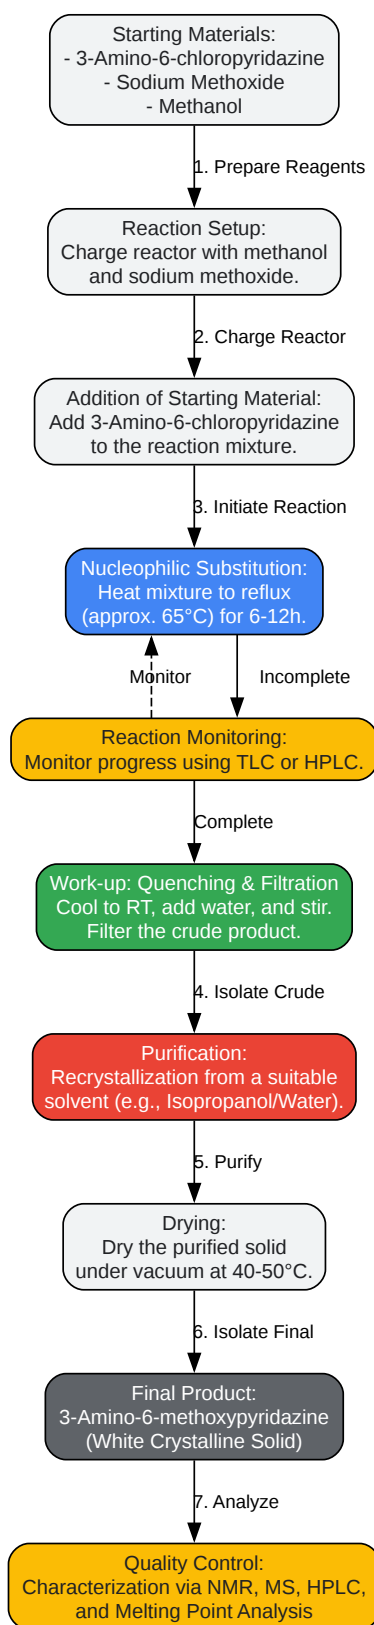 Starting Materials:
- 3-Amino-6-chloropyridazine
- Sodium Methoxide
- Methanol
1. Prepare Reagents
Reaction Setup:
Charge reactor with methanol
and sodium methoxide.
2. Charge Reactor
Addition of Starting Material:
Add 3-Amino-6-chloropyridazine
to the reaction mixture.
3. Initiate Reaction
Nucleophilic Substitution:
Heat mixture to reflux
(approx. 65°C) for 6-12h.
Monitor
Incomplete
Reaction Monitoring:
Monitor progress using TLC or HPLC.
Complete
Work-up: Quenching & Filtration
Cool to RT, add water, and stir.
Filter the crude product.
4. Isolate Crude
Purification:
Recrystallization from a suitable
solvent (e.g., Isopropanol/Water).
5. Purify
Drying:
Dry the purified solid
under vacuum at 40-50°C.
6. Isolate Final
Final Product:
3-Amino-6-methoxypyridazine
(White Crystalline Solid)
7. Analyze
Quality Control:
Characterization via NMR, MS, HPLC,
and Melting Point Analysis